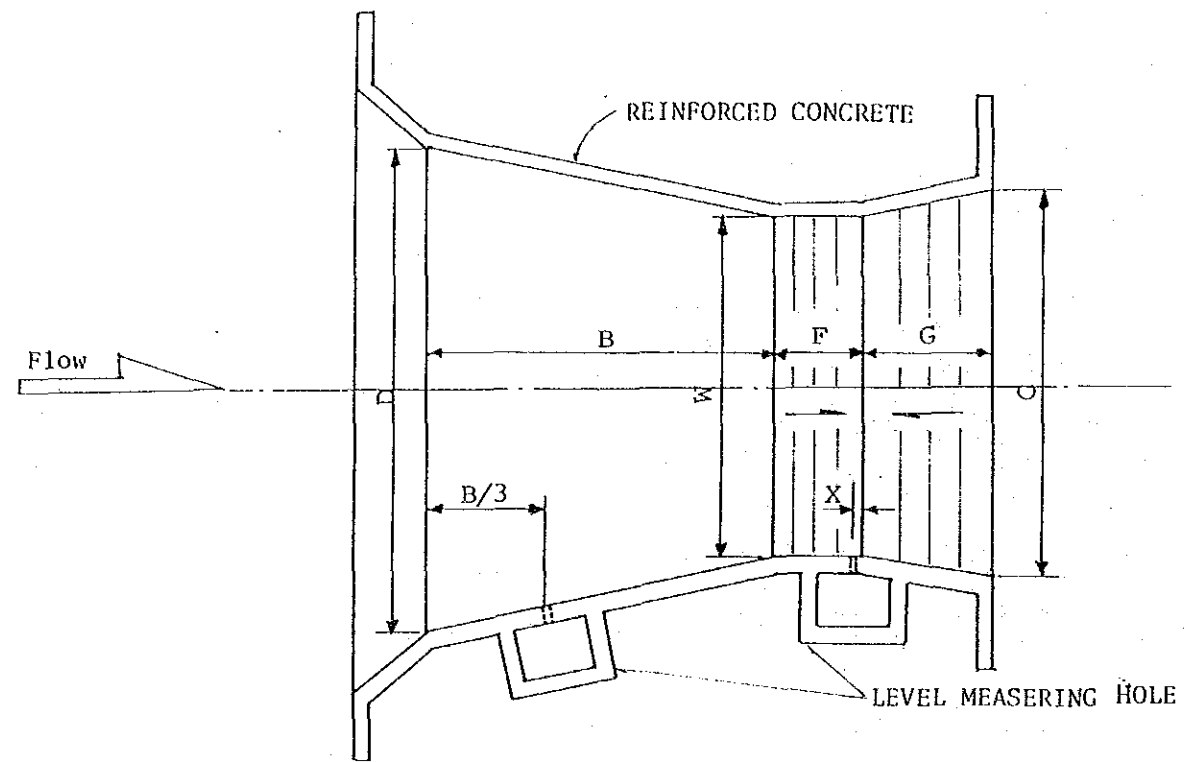 REINFORCED CONCRETE
Flow
B
F
G
D
W
C
B/3
X
LEVEL MEASERING HOLE